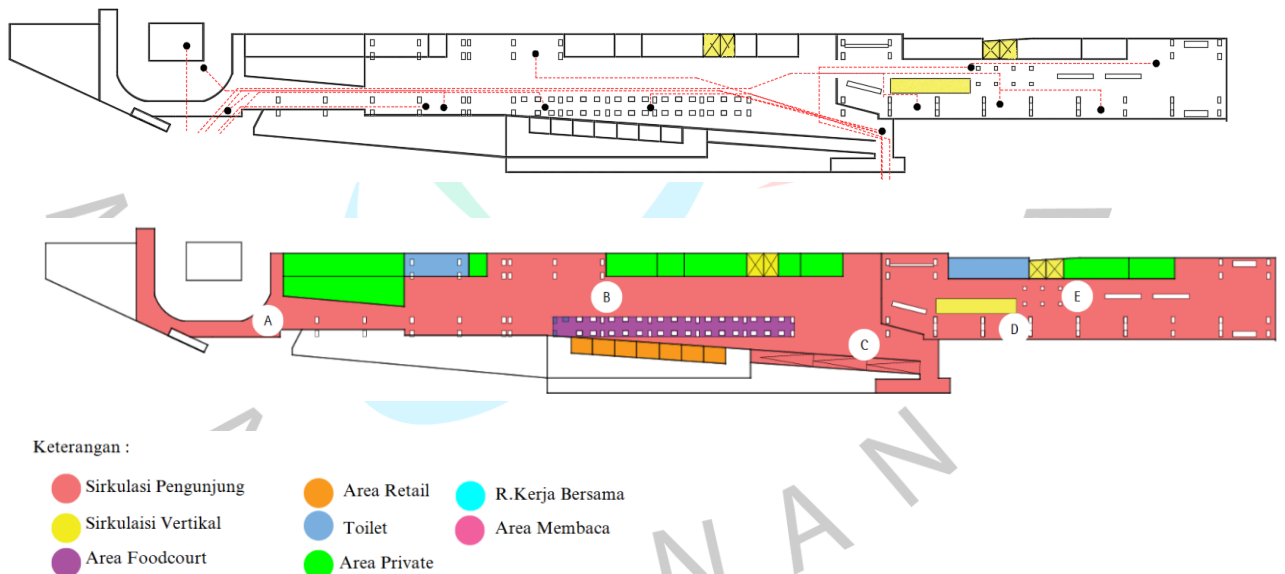 A
B
C
D
E
Keterangan :
Sirkulasi Pengunjung
Sirkulaisi Vertikal
Area Foodcourt
Area Retail
Toilet
Area Private
R.Kerja Bersama
Area Membaca
N A N